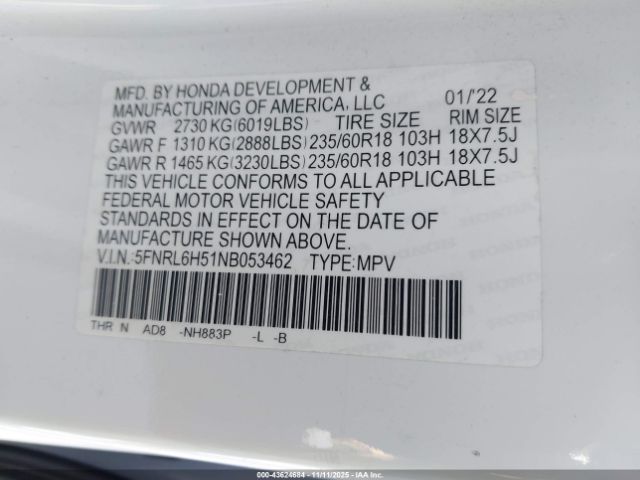 MFD. BY HONDA DEVELOPMENT &
MANUFACTURING OF AMERICA, LLC 01/'22
GVWR 2730 KG(6019LBS) TIRE SIZE RIM SIZE
GAWR F 1310 KG(2888LBS)235/60R18 103H 18X7.5J
GAWR R 1465 KG(3230LBS)235/60R18 103H 18X7.5J
THIS VEHICLE CONFORMS TO ALL APPLICABLE
FEDERAL MOTOR VEHICLE SAFETY
STANDARDS IN EFFECT ON THE DATE OF
MANUFACTURE SHOWN ABOVE.
V.I.N.:5FNRL6H51NB053462 TYPE:MPV
THR N AD8 -NH883P -L -B
000-43624684 - 11/11/2025 - IAAI.COM